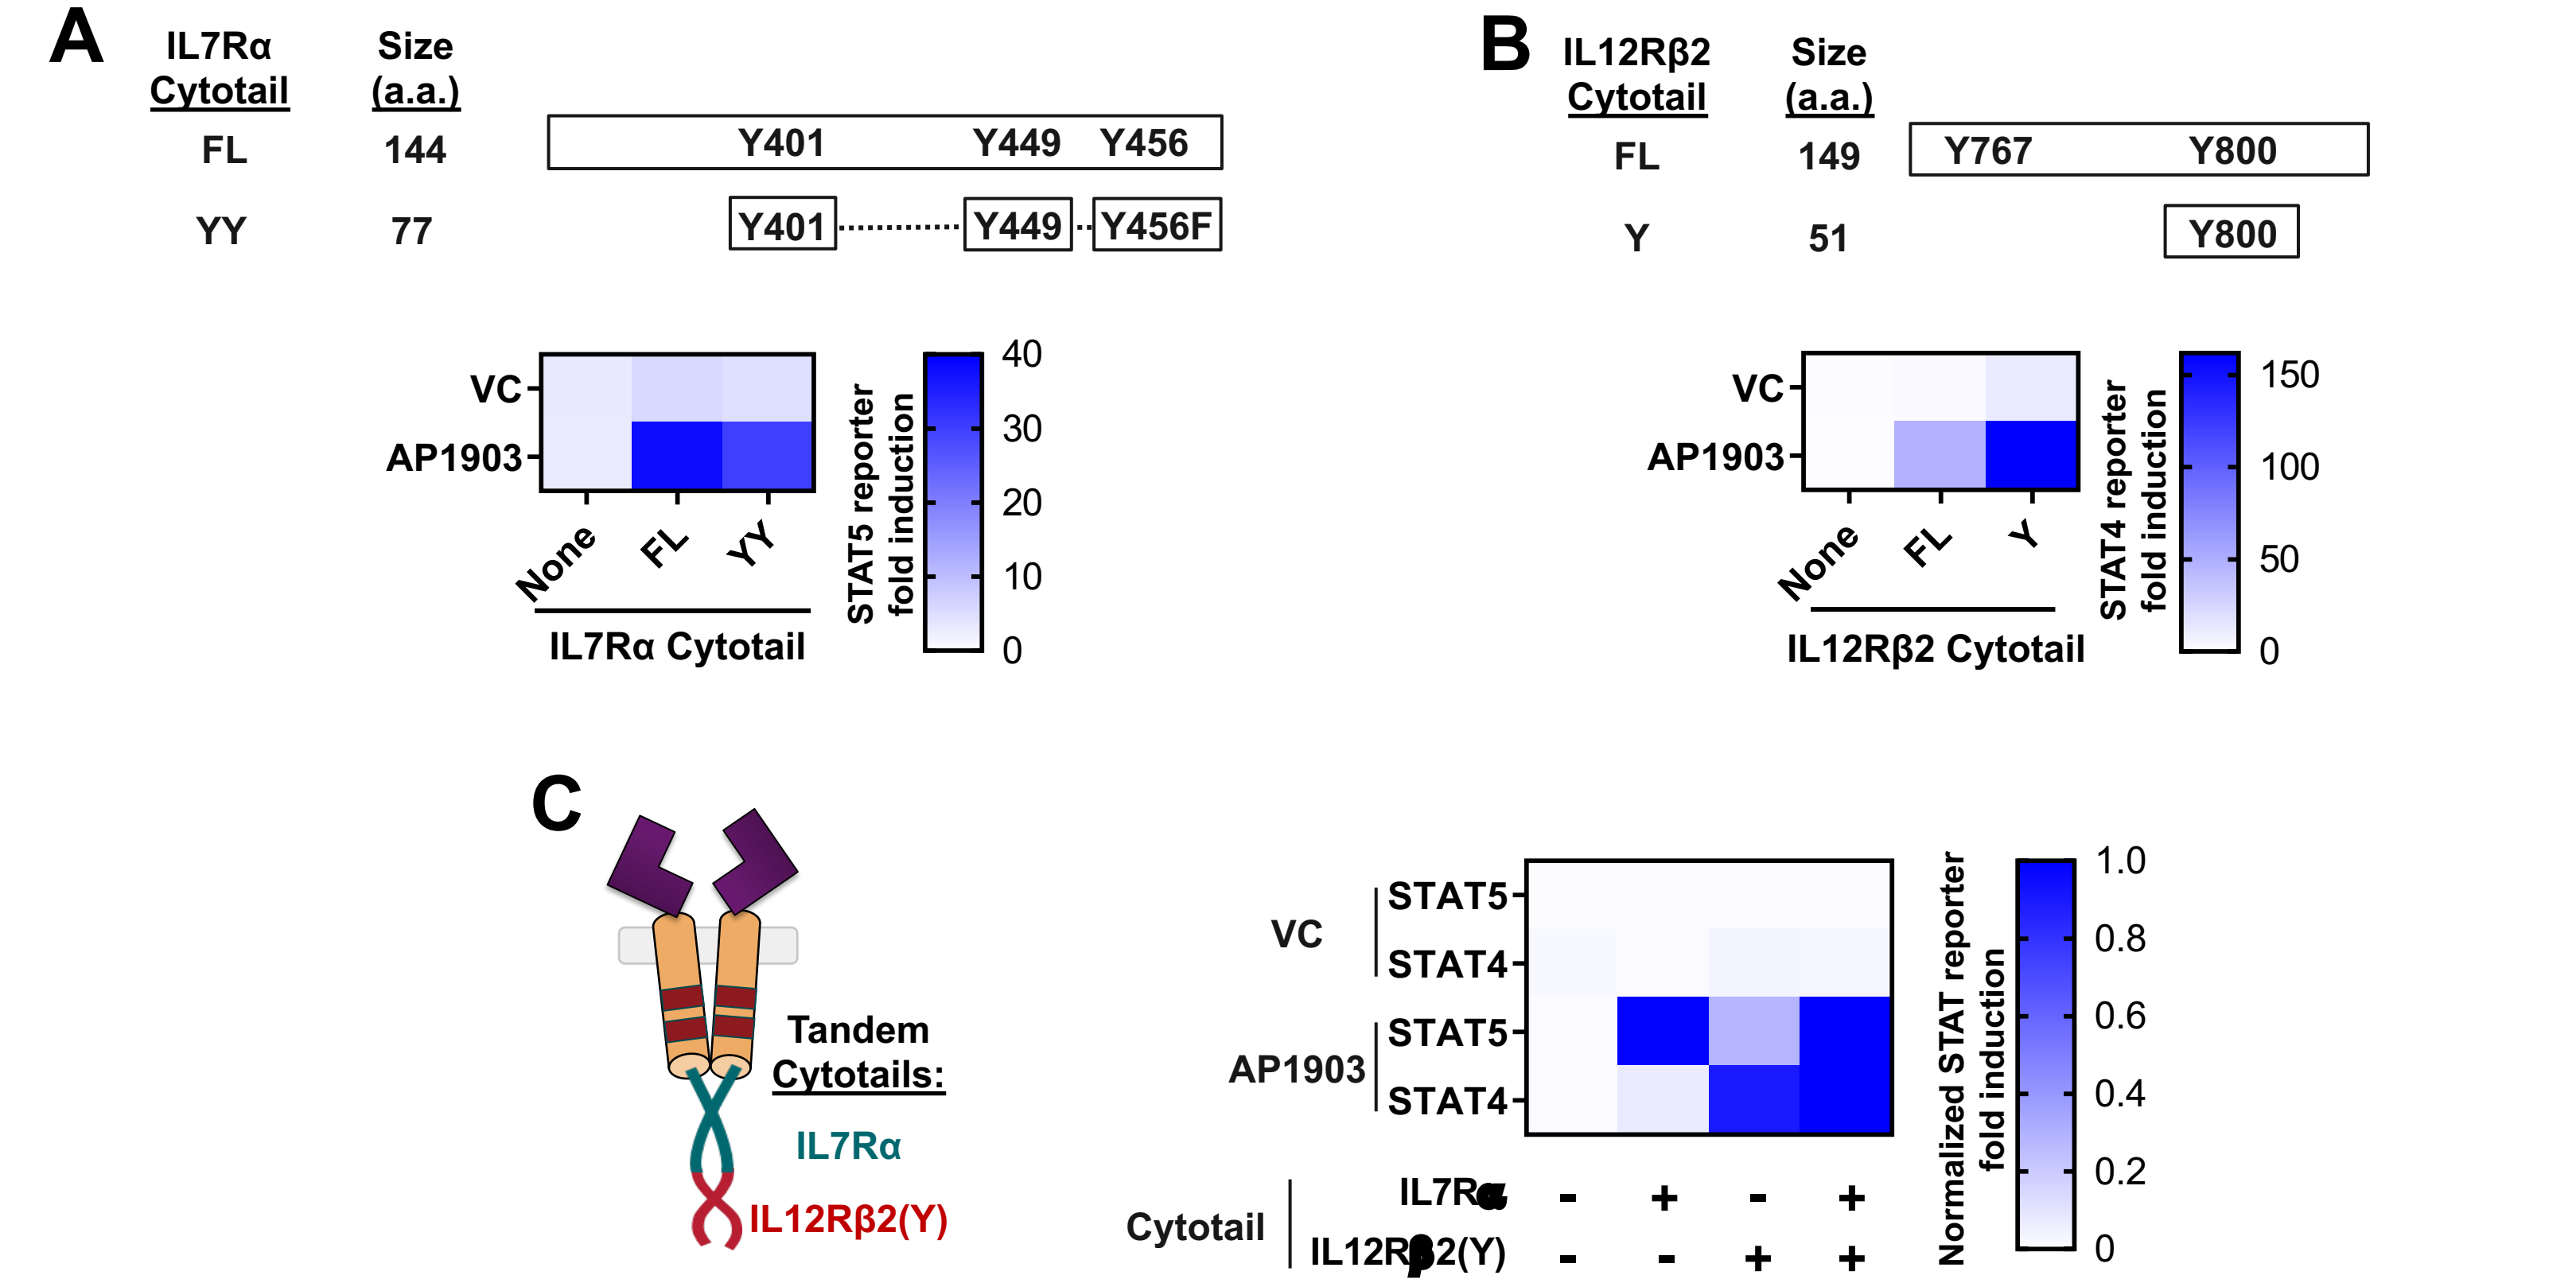 A
IL7Rα
Cytotail
Size
(a.a.)
FL
144
Y401
Y449
Y456
YY
77
Y401
Y449
Y456F
VC
AP1903
None
FL
YY
IL7Rα Cytotail
STAT5 reporter
fold induction
40
30
20
10
0
B
IL12Rβ2
Cytotail
Size
(a.a.)
FL
149
Y767
Y800
Y
51
Y800
VC
AP1903
None
FL
Y
IL12Rβ2 Cytotail
STAT4 reporter
fold induction
150
100
50
0
C
Tandem
Cytotails:
IL7Rα
IL12Rβ2(Y)
VC
STAT5
STAT4
AP1903
STAT5
STAT4
Cytotail
IL7Rα - + - +
IL12Rβ2(Y) - - + +
Normalized STAT reporter
fold induction
1.0
0.8
0.6
0.4
0.2
0